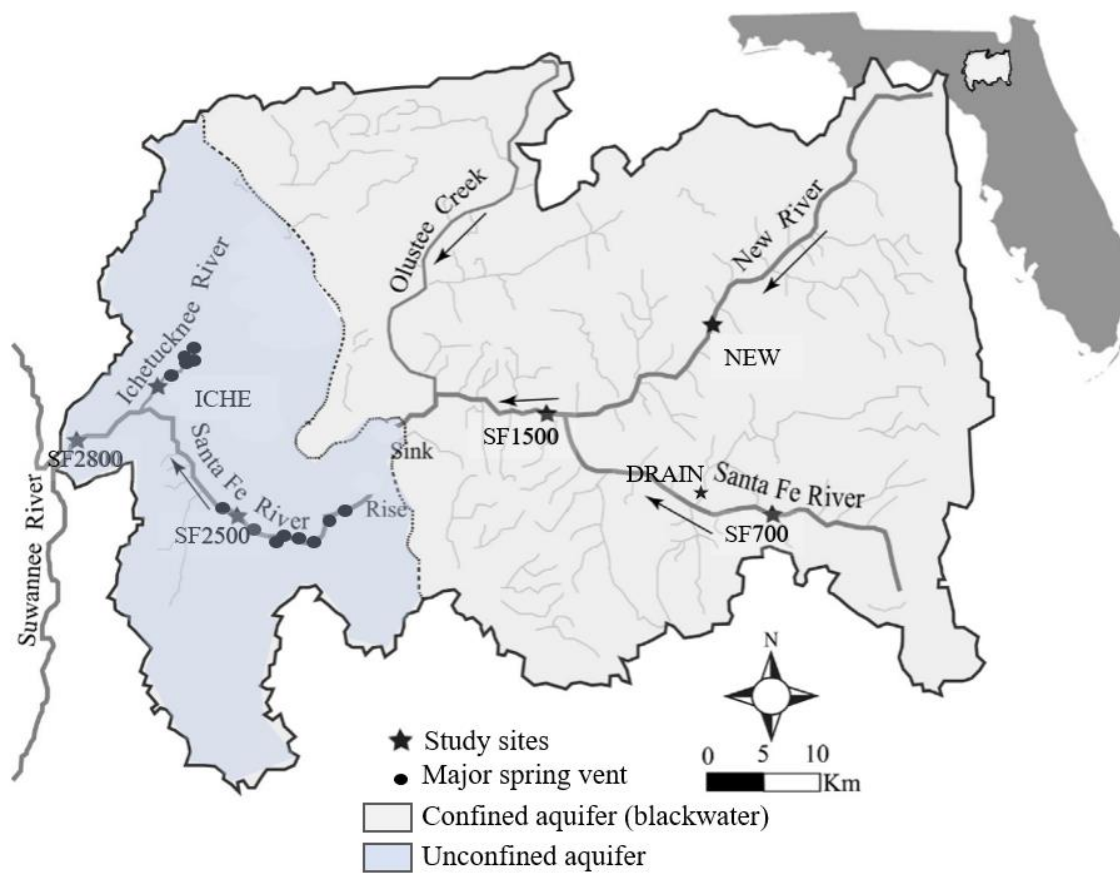 Olustee Creek
New River
Ichetucknee River
NEW
ICHE
SF1500
Sink
SF2800
Santa Fe River
DRAIN
Santa Fe River
Rise
SF2500
SF700
Suwannee River
N
Study sites
0 5 10
Km
Major spring vent
Confined aquifer (blackwater)
Unconfined aquifer